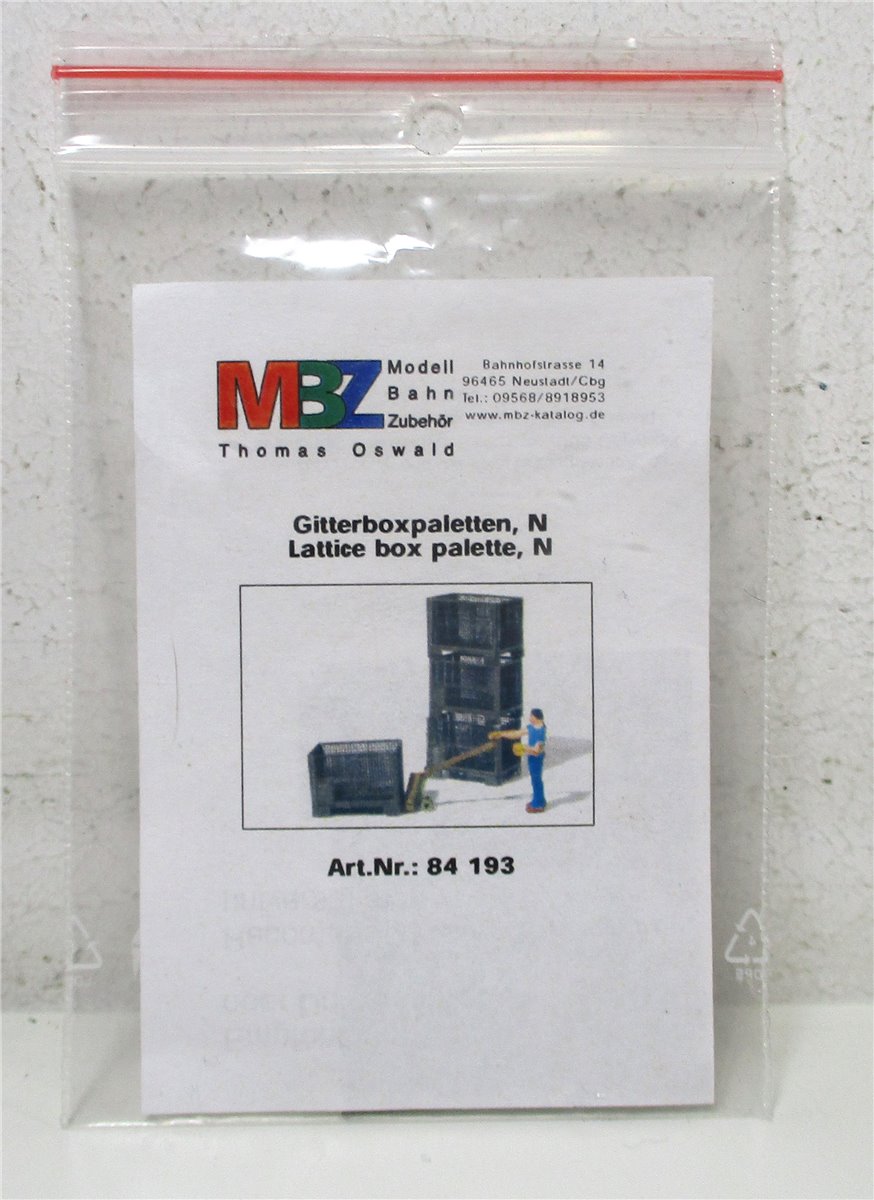 MBZ
Modell
Bahn
Zubehör
Thomas Oswald
Bahnhofstrasse 14
96465 Neustadt/Cbg
Tel.: 09568/8918953
www.mbz-katalog.de
Gitterboxpaletten, N
Lattice box palette, N
Art.Nr.: 84 193